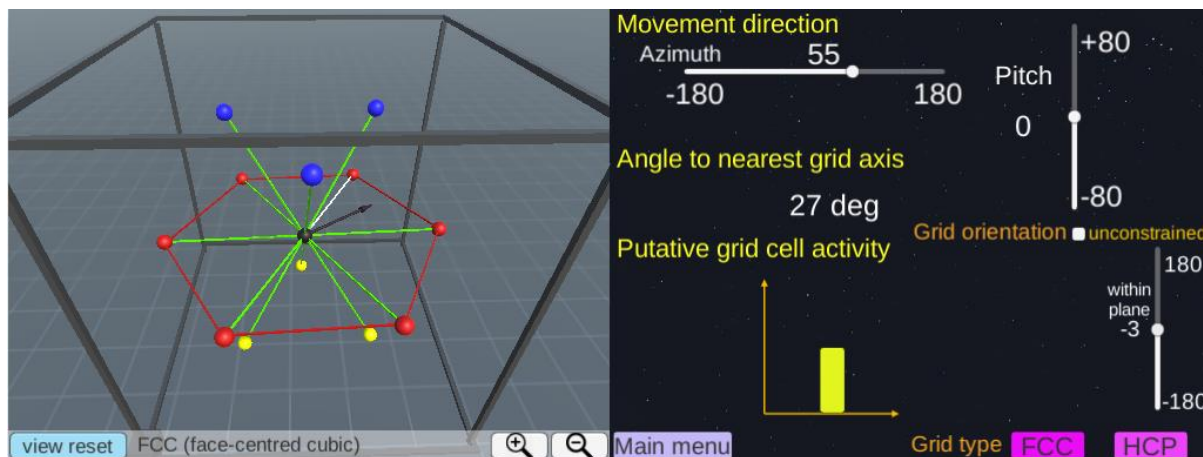 Movement direction
Azimuth 55
-180 180
Pitch
0
+80
-80
Angle to nearest grid axis
27 deg
Grid orientation unconstrained
Putative grid cell activity
180
within
plane
-3
-180
view reset FCC (face-centred cubic)
Main menu
Grid type FCC HCP